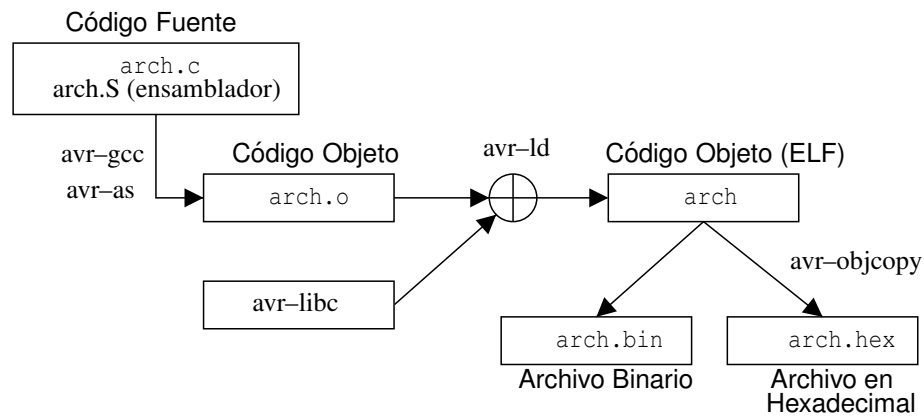 Código Fuente
arch.c
arch.S (ensamblador)
avr–gcc
avr–as
Código Objeto
arch.o
avr–ld
Código Objeto (ELF)
arch
avr–libc
avr–objcopy
arch.bin
arch.hex
Archivo Binario
Archivo en
Hexadecimal